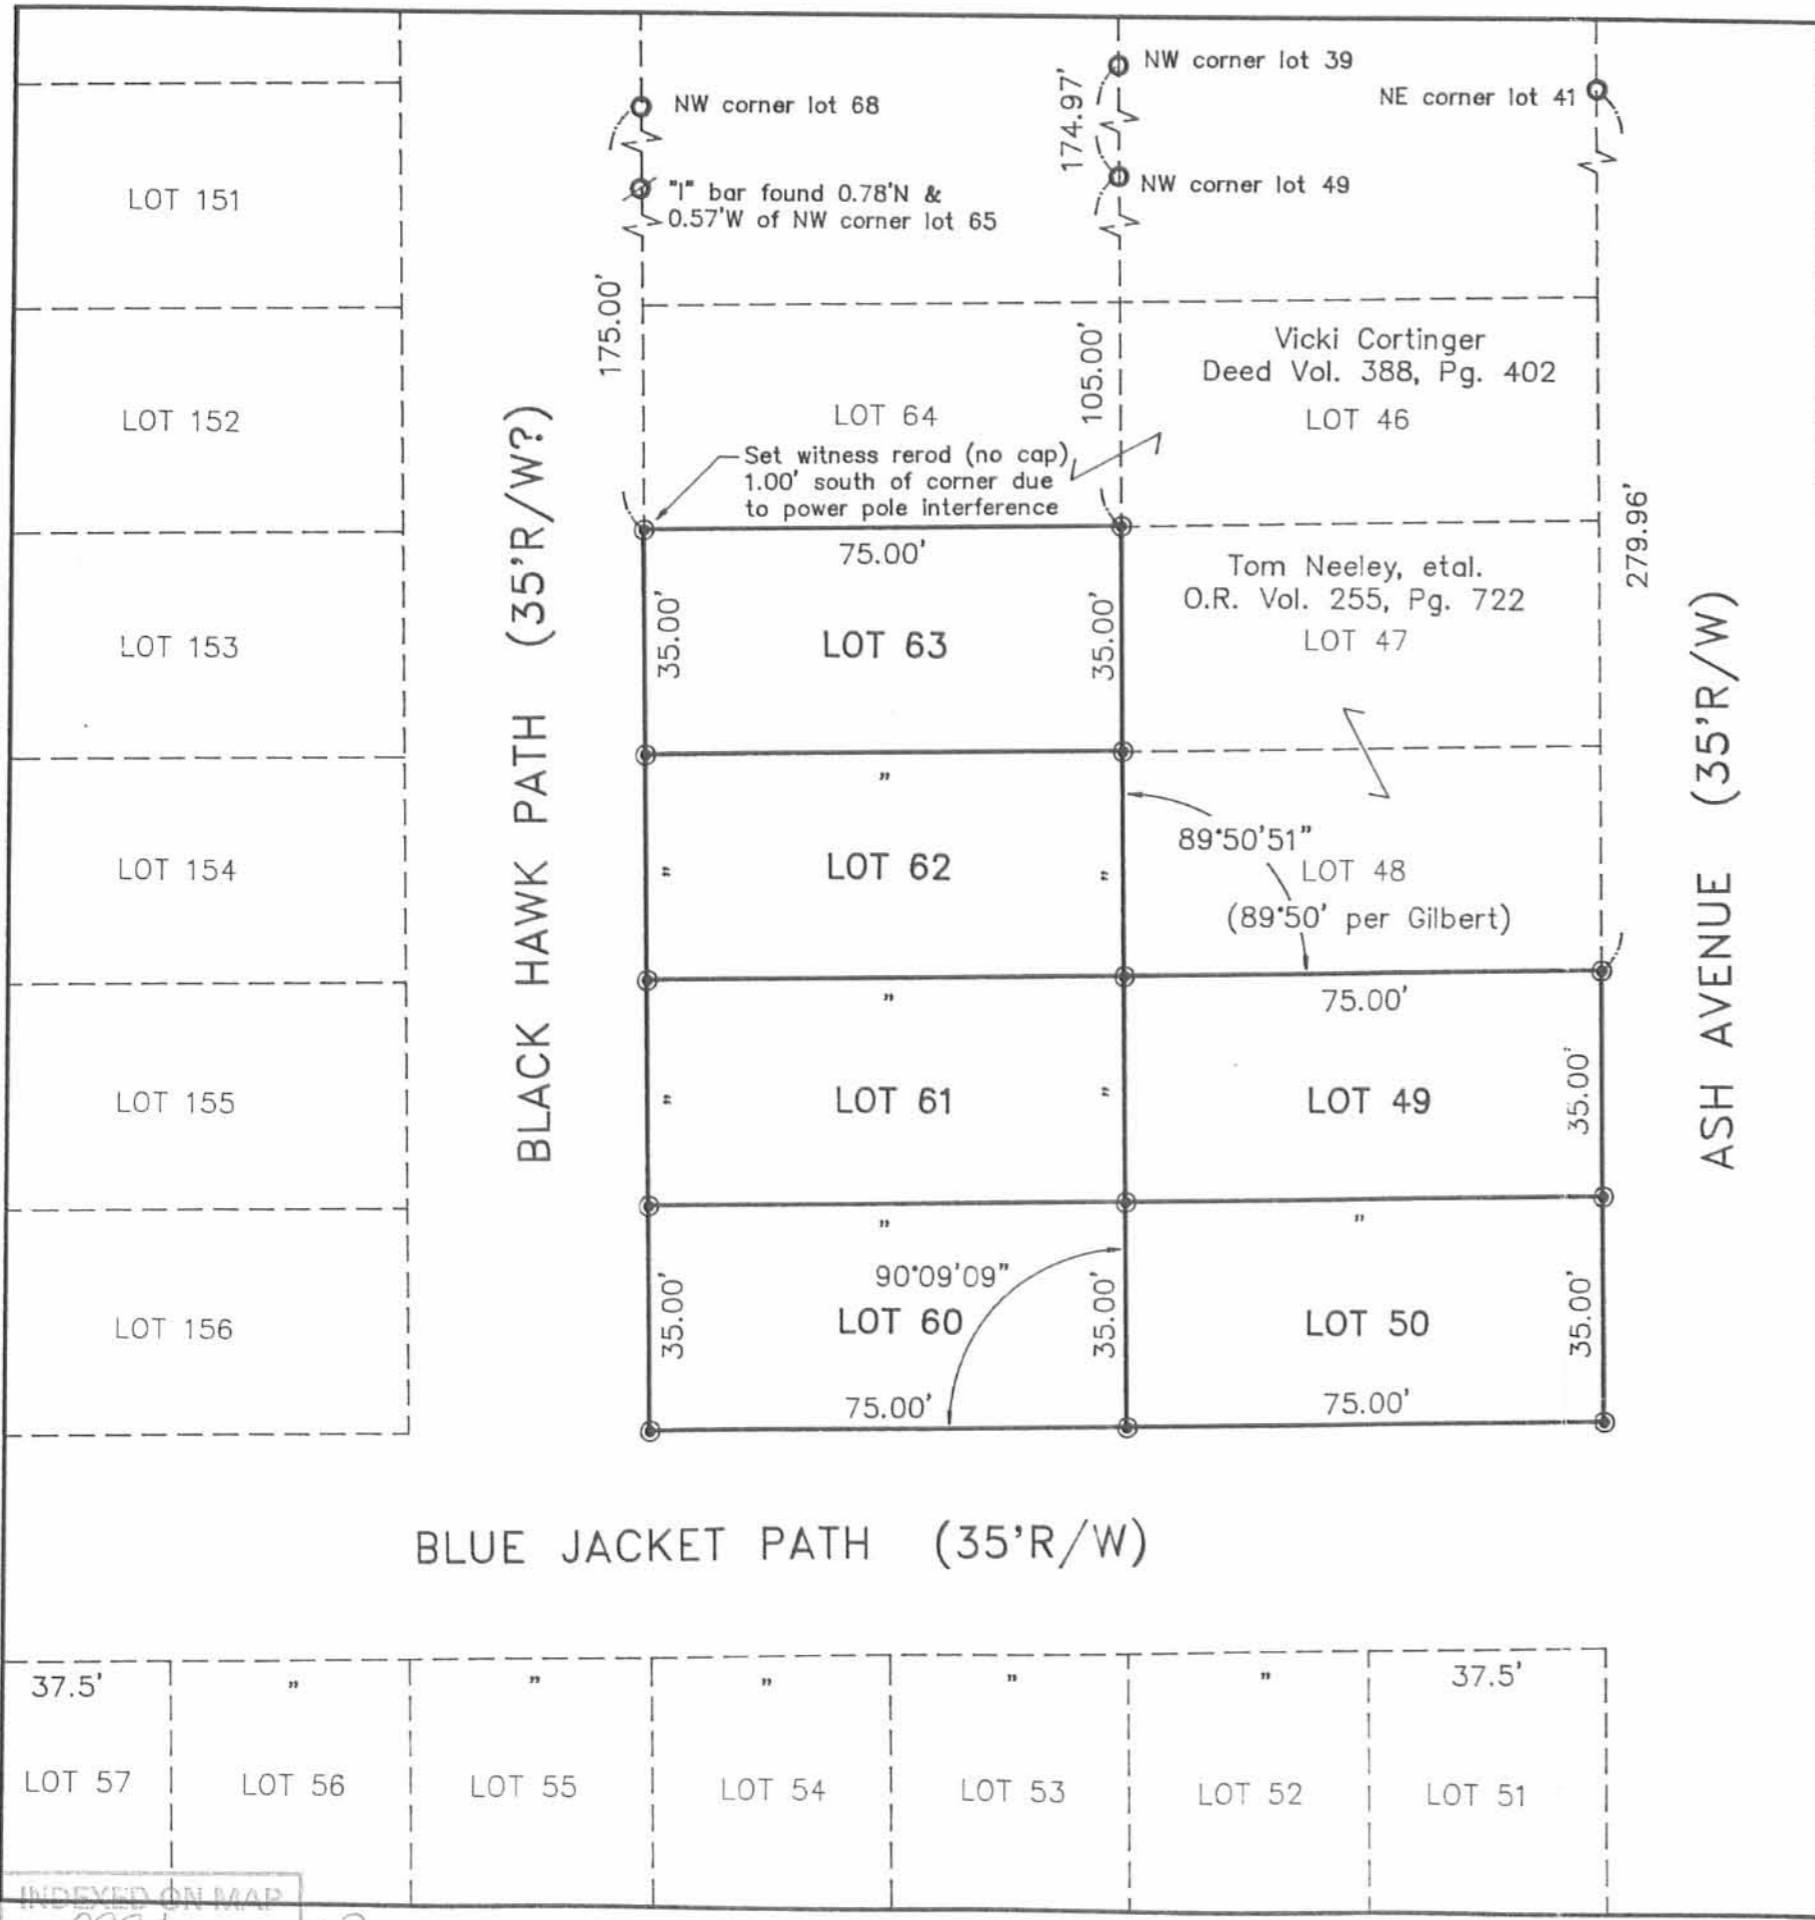 NW corner lot 39
NE corner lot 41
NW corner lot 68
174.97'
"I" bar found 0.78'N &
0.57'W of NW corner lot 65
NW corner lot 49
LOT 151
175.00'
105.00'
Vicki Cortinger
Deed Vol. 388, Pg. 402
LOT 46
LOT 64
LOT 152
Set witness rerod (no cap)
1.00' south of corner due
to power pole interference
279.96'
75.00'
Tom Neeley, etal.
O.R. Vol. 255, Pg. 722
LOT 47
LOT 153
35.00'
LOT 63
35.00'
BLACK HAWK PATH (35'R/W?)
ASH AVENUE (35'R/W)
"
89°50'51"
LOT 154
"
LOT 62
"
LOT 48
(89°50' per Gilbert)
"
75.00'
LOT 155
"
LOT 61
"
LOT 49
35.00'
"
"
90°09'09"
LOT 156
35.00'
LOT 60
35.00'
LOT 50
35.00'
75.00'
75.00'
BLUE JACKET PATH (35'R/W)
37.5' " " " " " 37.5'
LOT 57 LOT 56 LOT 55 LOT 54 LOT 53 LOT 52 LOT 51
INDEXED ON MAP